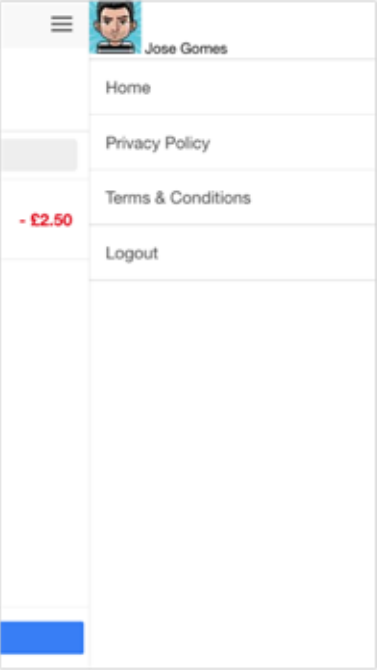 Jose Gomes
Home
Privacy Policy
Terms & Conditions
Logout
- £2.50